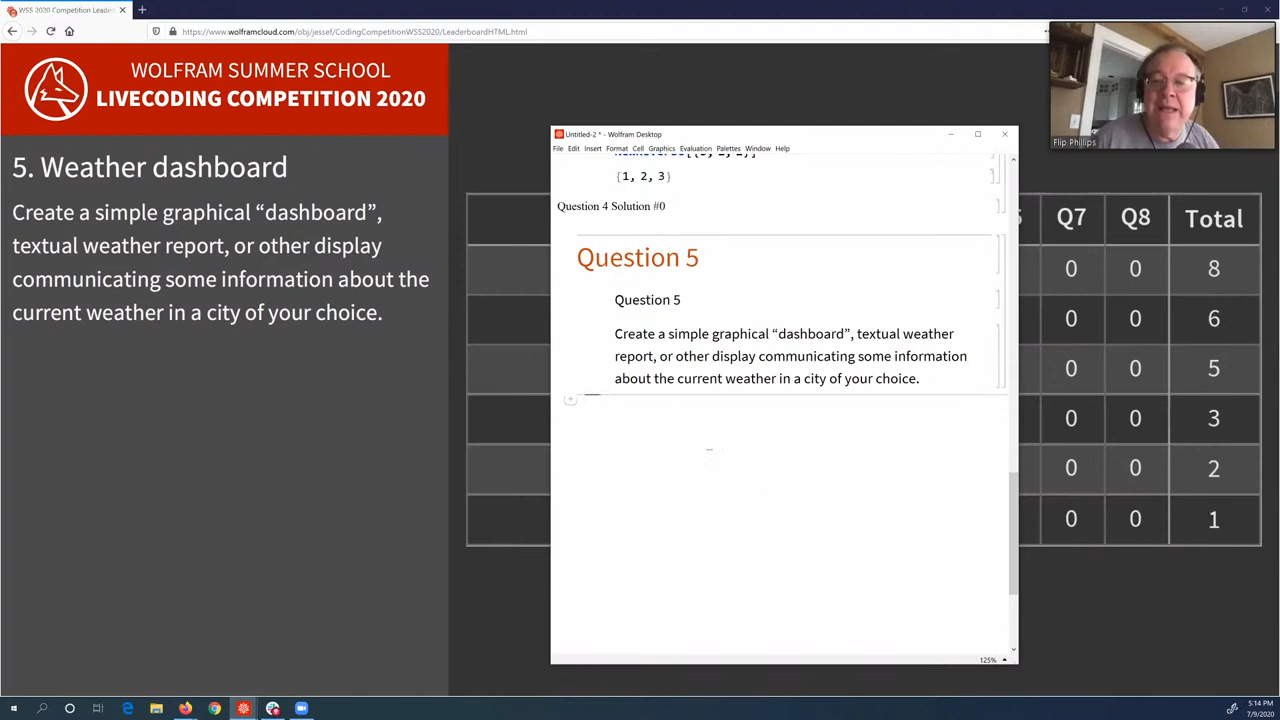 WSS 2020 Competition Leader
https://www.wolframcloud.com/obj/jessef/CodingCompetitionWSS2020/LeaderboardHTML.html
WOLFRAM SUMMER SCHOOL
LIVECODING COMPETITION 2020
5. Weather dashboard
Create a simple graphical “dashboard”,
textual weather report, or other display
communicating some information about the
current weather in a city of your choice.
Untitled-2 * - Wolfram Desktop
File Edit Insert Format Cell Graphics Evaluation Palettes Window Help
{1, 2, 3}
Question 4 Solution #0
Question 5
Question 5
Create a simple graphical “dashboard”, textual weather
report, or other display communicating some information
about the current weather in a city of your choice.
125%
Q7 Q8 Total
0 0 8
0 0 6
0 0 5
0 0 3
0 0 2
0 0 1
Flip Phillips
5:14 PM
7/9/2020